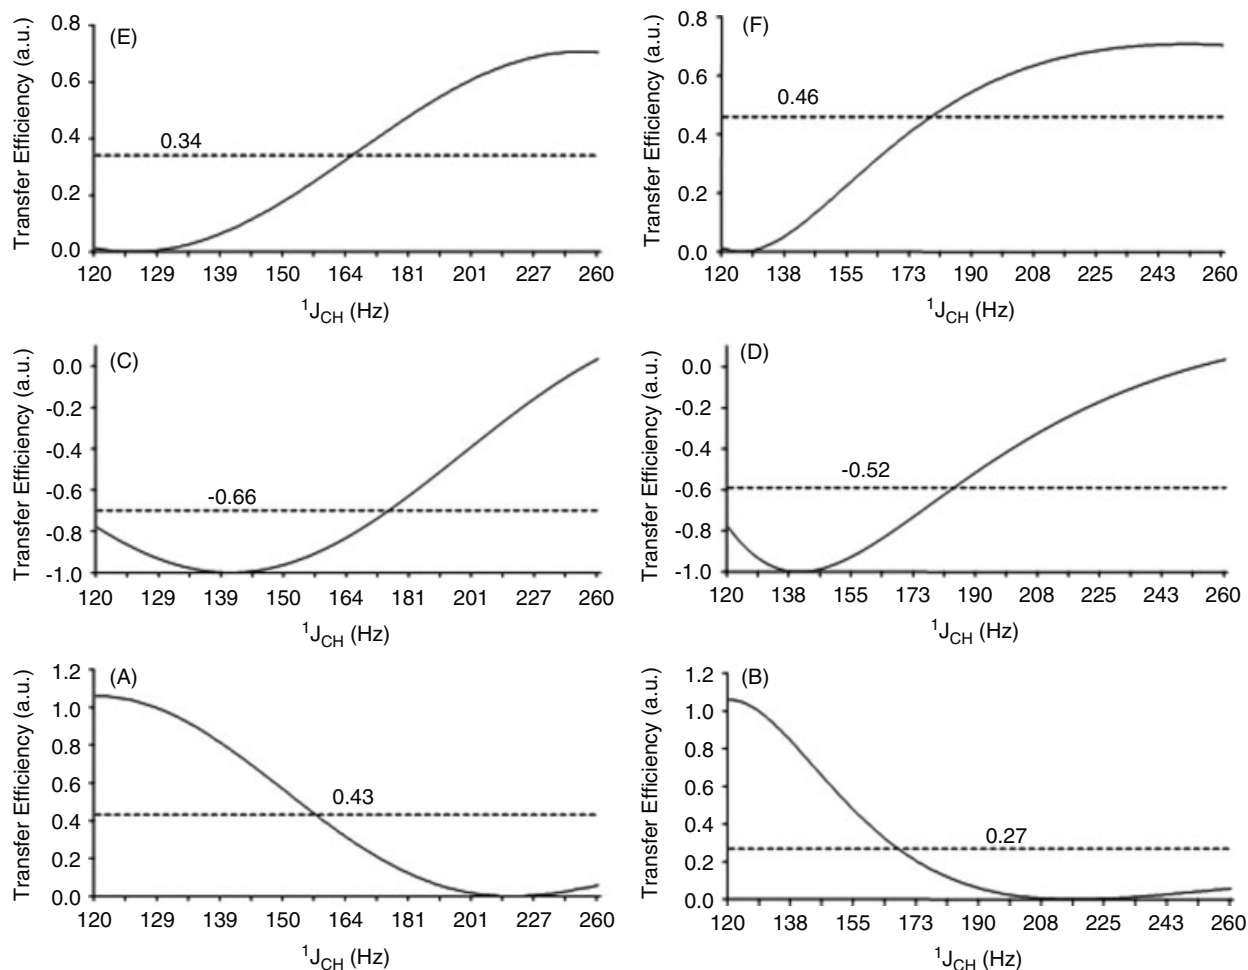 (E)
Transfer Efficiency (a.u.)
0.8
0.6
0.4
0.2
0.0
0.34
120 129 139 150 164 181 201 227 260
¹J_CH (Hz)
(F)
Transfer Efficiency (a.u.)
0.8
0.6
0.4
0.2
0.0
0.46
120 138 155 173 190 208 225 243 260
¹J_CH (Hz)
(C)
Transfer Efficiency (a.u.)
0.0
-0.2
-0.4
-0.6
-0.8
-1.0
-0.66
120 129 139 150 164 181 201 227 260
¹J_CH (Hz)
(D)
Transfer Efficiency (a.u.)
0.0
-0.2
-0.4
-0.6
-0.8
-1.0
-0.52
120 138 155 173 190 208 225 243 260
¹J_CH (Hz)
(A)
Transfer Efficiency (a.u.)
1.2
1.0
0.8
0.6
0.4
0.2
0.0
0.43
120 129 139 150 164 181 201 227 260
¹J_CH (Hz)
(B)
Transfer Efficiency (a.u.)
1.2
1.0
0.8
0.6
0.4
0.2
0.0
0.27
120 138 155 173 190 208 225 243 260
¹J_CH (Hz)